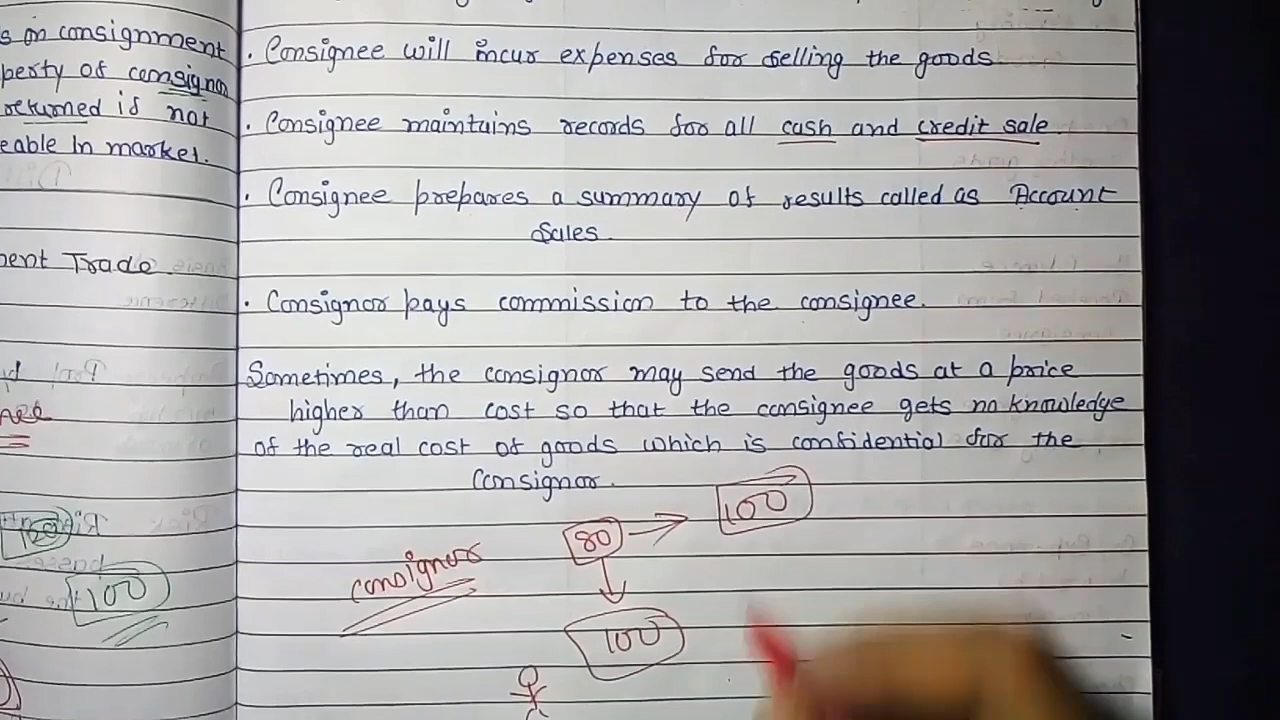 s on consignment
perty of consigno
returned is not
eable In market.
nent Trade
100
. Consignee will incur expenses for selling the goods
. Consignee maintains records for all cash and credit sale.
. Consignee prepares a summary of results called as Account
Sales.
. Consignor pays commission to the consignee.
Sometimes, the consignor may send the goods at a price
higher than cost so that the consignee gets no knowledge
of the real cost of goods which is confidential for the
Consignor.
100
80
consignor
100